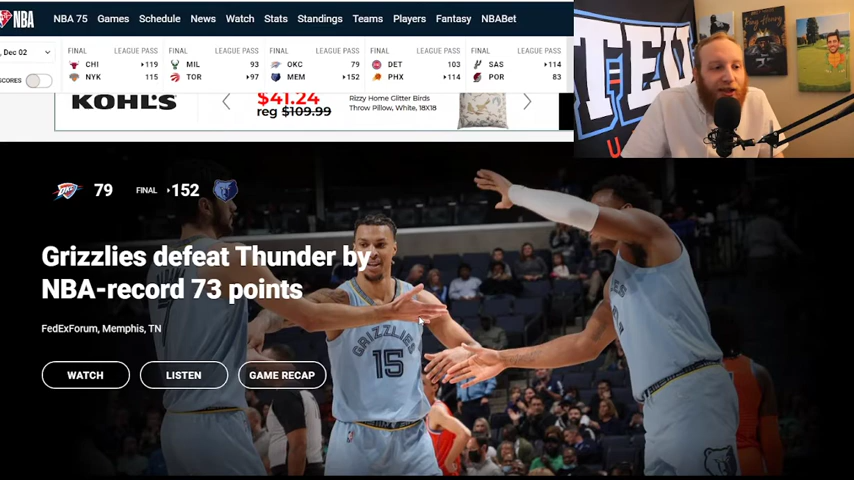 NBA
NBA 75 Games Schedule News Watch Stats Standings Teams Players Fantasy NBABet
, Dec 02
SCORES
FINAL LEAGUE PASS
CHI 119
NYK 115
FINAL LEAGUE PASS
MIL 93
TOR 97
FINAL LEAGUE PASS
OKC 79
MEM 152
FINAL LEAGUE PASS
DET 103
PHX 114
FINAL LEAGUE PASS
SAS 114
POR 83
KOHL'S
$41.24
reg $109.99
Rizzy Home Glitter Birds
Throw Pillow, White, 18X18
TEU
79 FINAL 152
Grizzlies defeat Thunder by
NBA-record 73 points
FedExForum, Memphis, TN
WATCH LISTEN GAME RECAP
GRIZZLIES
15